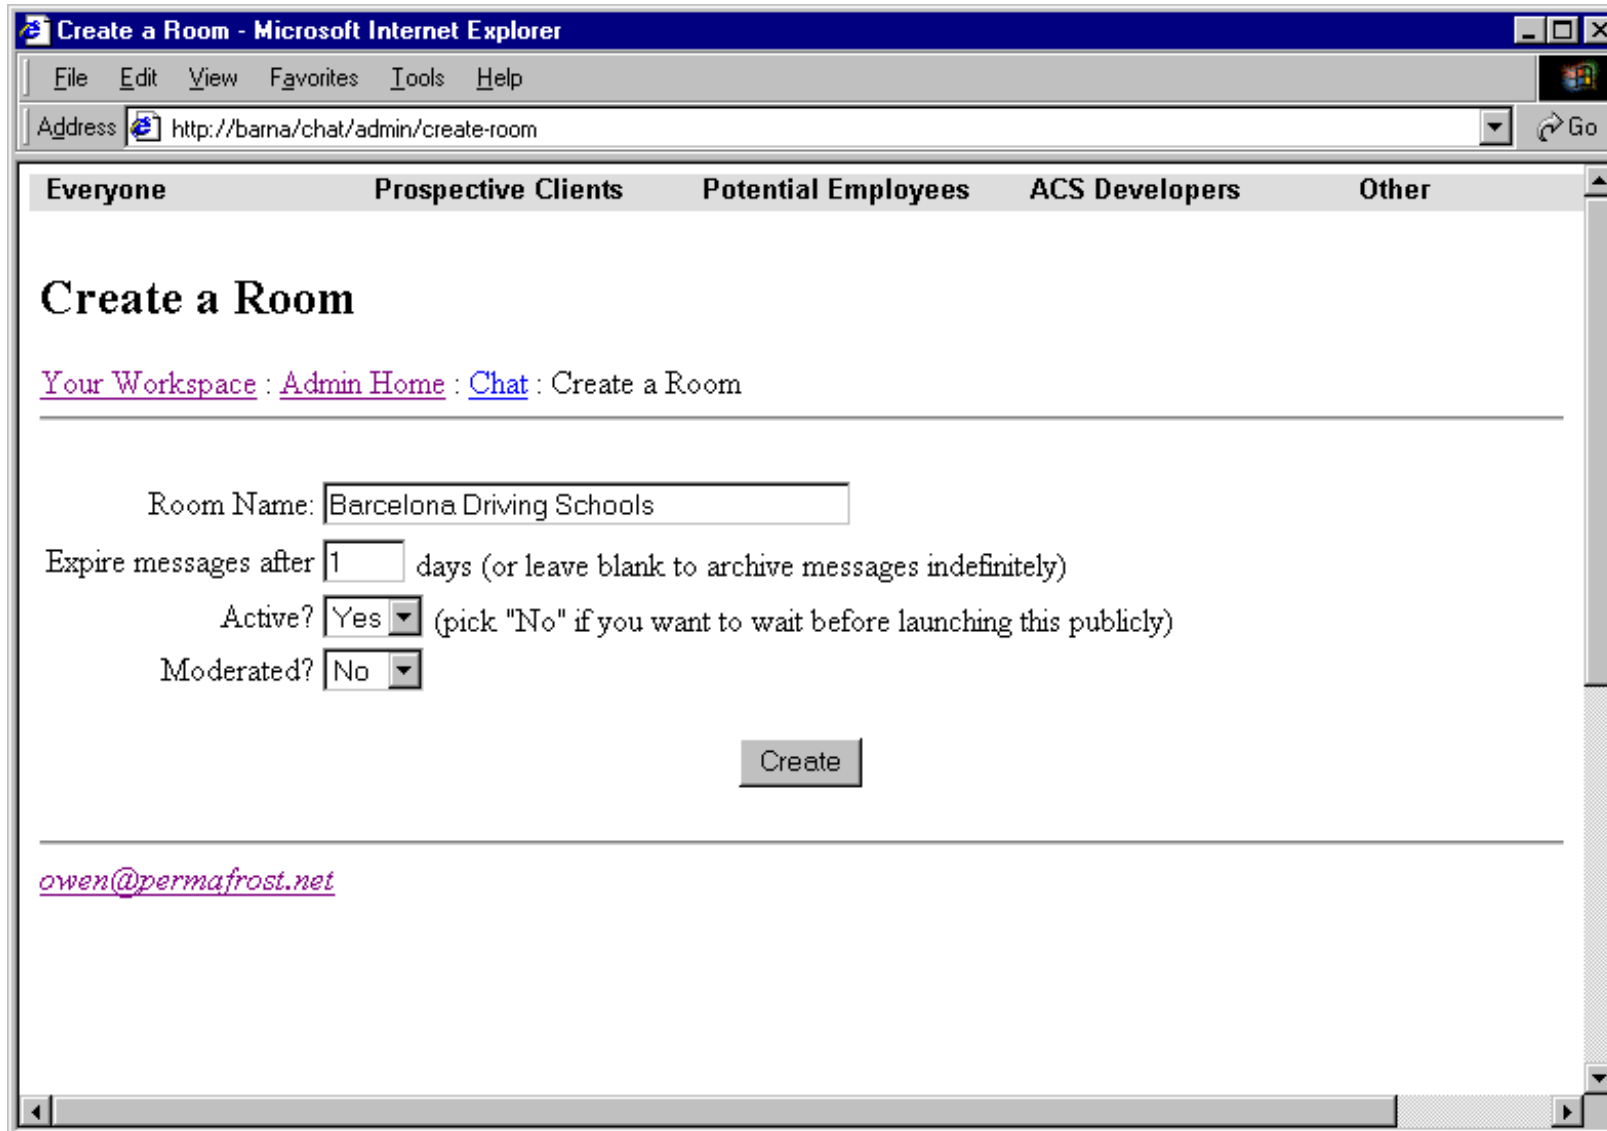 Create a Room - Microsoft Internet Explorer
File Edit View Favorites Tools Help
Address http://barna/chat/admin/create-room Go
Everyone Prospective Clients Potential Employees ACS Developers Other
Create a Room
Your Workspace : Admin Home : Chat : Create a Room
Room Name: Barcelona Driving Schools
Expire messages after 1 days (or leave blank to archive messages indefinitely)
Active? Yes (pick "No" if you want to wait before launching this publicly)
Moderated? No
Create
owen@permafrost.net